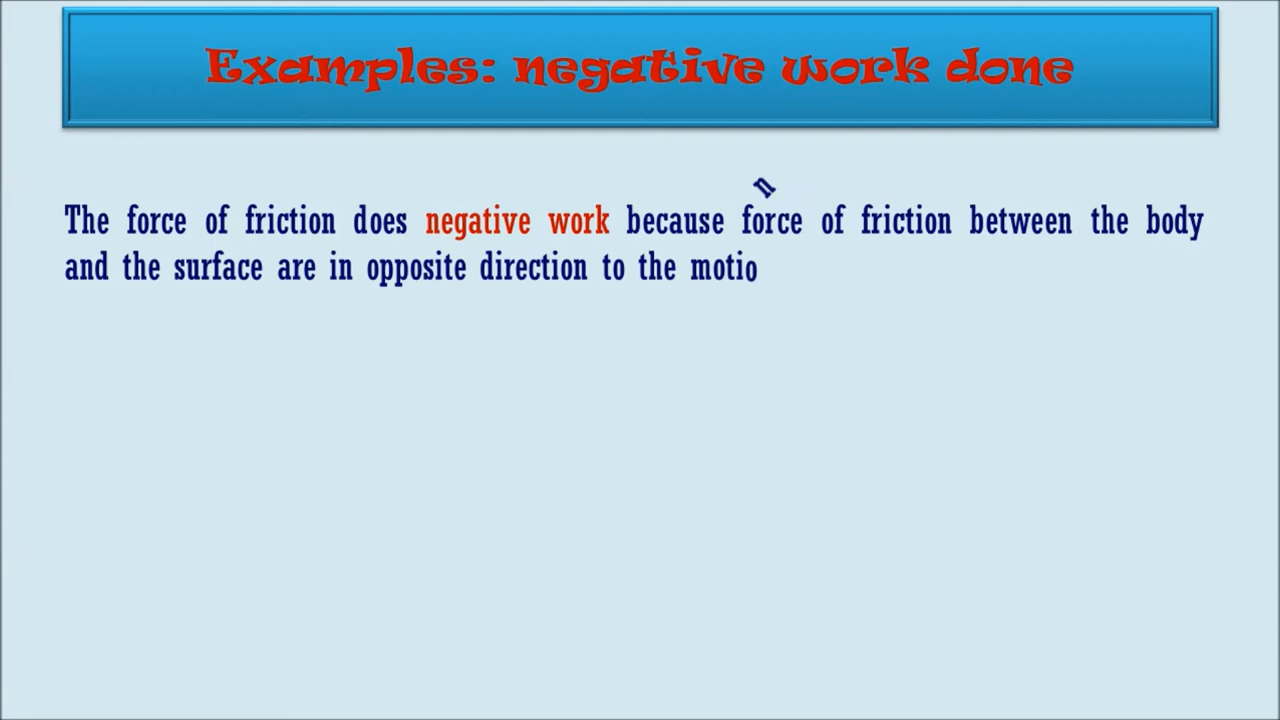 Examples: negative work done
The force of friction does negative work because force of friction between the body
and the surface are in opposite direction to the motion